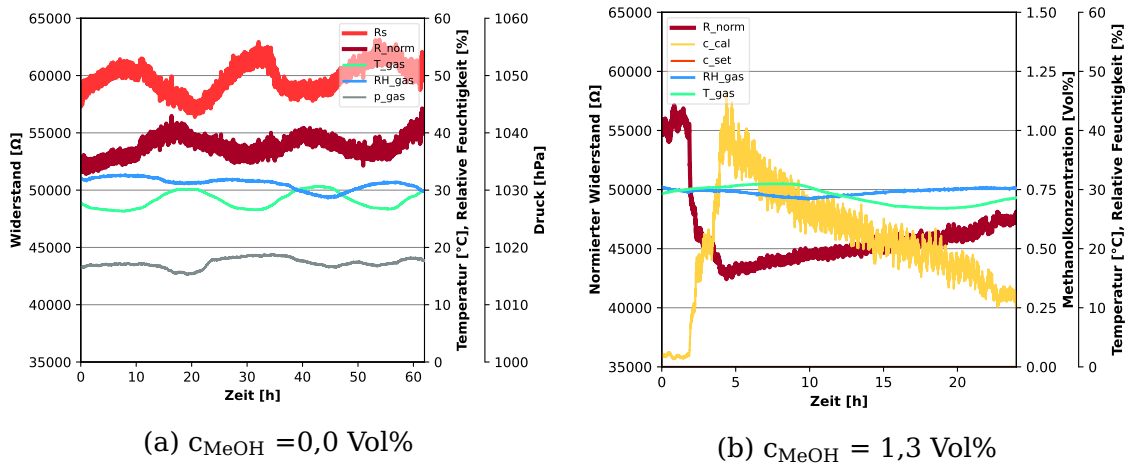 65000
60000
55000
50000
45000
40000
35000
Widerstand [Ω]
0 10 20 30 40 50 60
Zeit [h]
60
50
40
30
20
10
0
Temperatur [°C], Relative Feuchtigkeit [%]
1060
1050
1040
1030
1020
1010
1000
Druck [hPa]
Rs
R_norm
T_gas
RH_gas
p_gas
(a) cMeOH =0,0 Vol%
65000
60000
55000
50000
45000
40000
35000
Normierter Widerstand [Ω]
0 5 10 15 20
Zeit [h]
1.50
1.25
1.00
0.75
0.50
0.25
0.00
Methanolkonzentration [Vol%]
60
50
40
30
20
10
0
Temperatur [°C], Relative Feuchtigkeit [%]
R_norm
c_cal
c_set
RH_gas
T_gas
(b) cMeOH = 1,3 Vol%